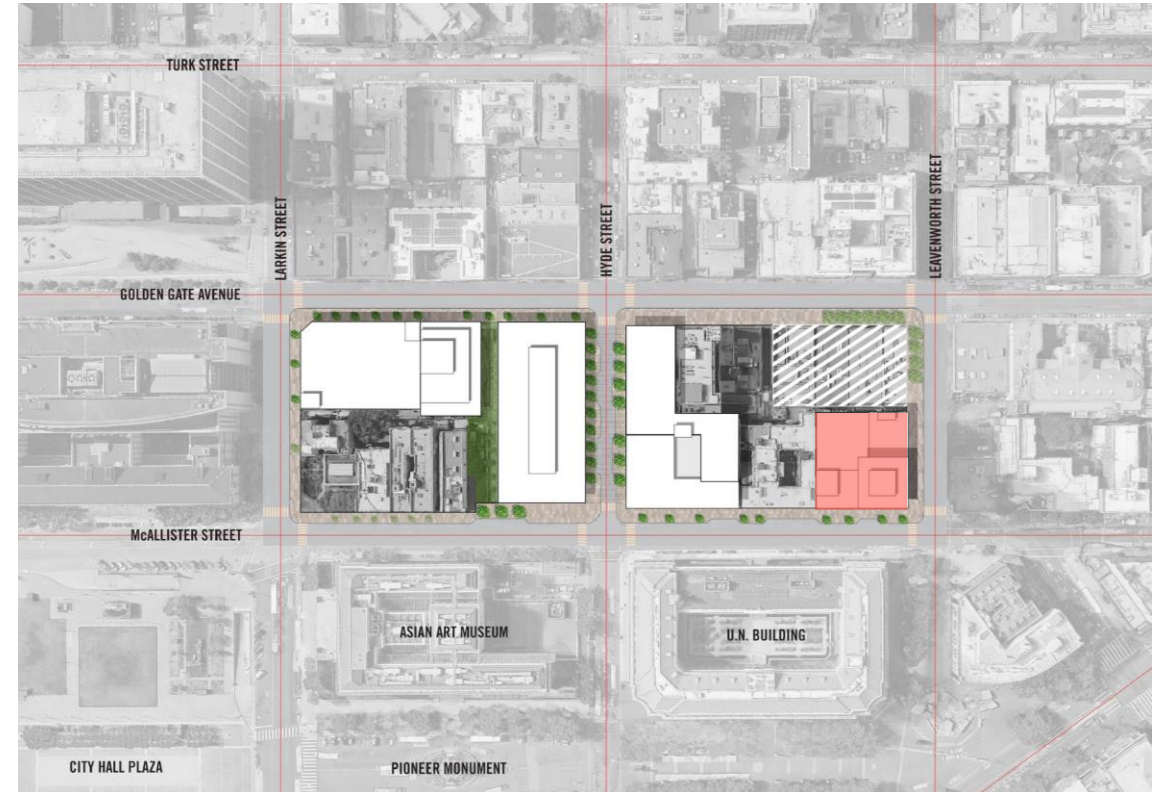 TURK STREET
LARKIN STREET
HYDE STREET
LEAVENWORTH STREET
GOLDEN GATE AVENUE
McALLISTER STREET
ASIAN ART MUSEUM
U.N. BUILDING
CITY HALL PLAZA
PIONEER MONUMENT